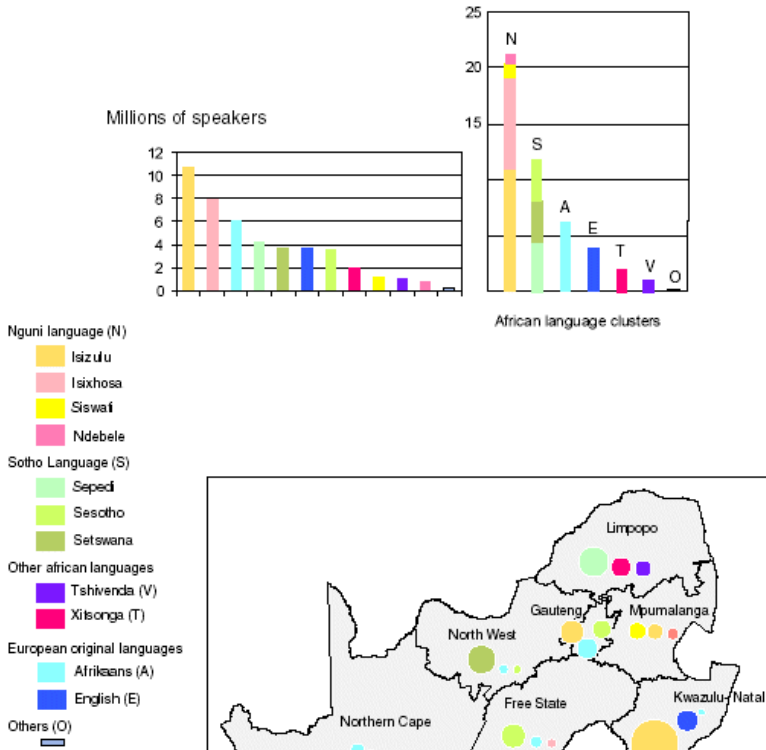 Millions of speakers
12
10
8
6
4
2
0
25
20
15
N
S
A
E
T
V
O
African language clusters
Nguni language (N)
Isizulu
Isixhosa
Siswati
Ndebele
Sotho Language (S)
Sepedi
Sesotho
Setswana
Other african languages
Tshivenda (V)
Xitsonga (T)
European original languages
Afrikaans (A)
English (E)
Others (O)
Limpopo
Gauteng
Mpumalanga
North West
Free State
Kwazulu-Natal
Northern Cape